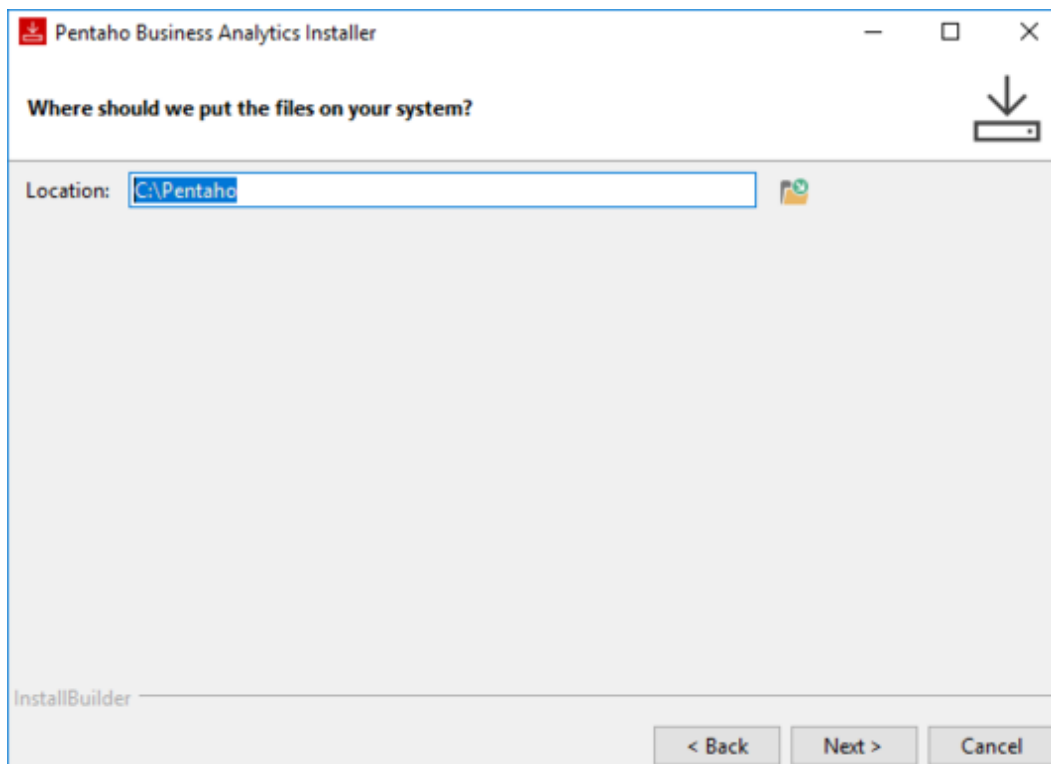 Pentaho Business Analytics Installer
Where should we put the files on your system?
Location: C:\Pentaho
InstallBuilder
< Back Next > Cancel